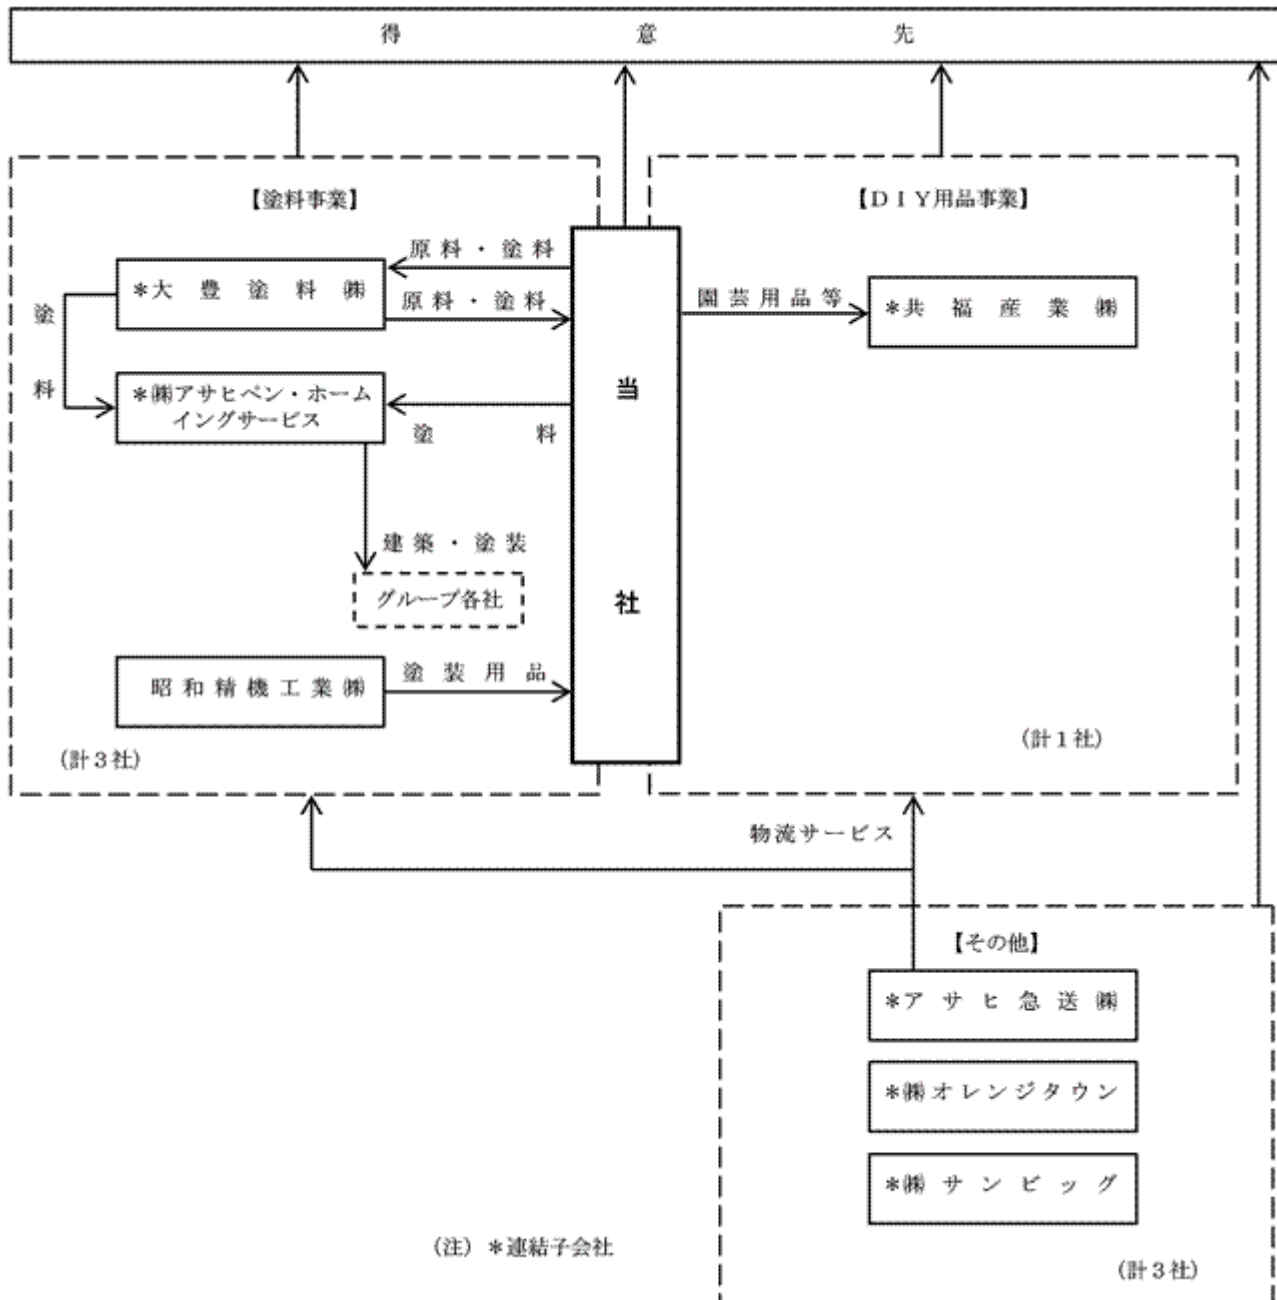 得意先
【塗料事業】
【DIY用品事業】
原料・塗料
*大豊塗料㈱
原料・塗料
塗料
園芸用品等
*共福産業㈱
*㈱アサヒペン・ホーム
イングサービス
塗料
当社
建築・塗装
グループ各社
昭和精機工業㈱
塗装用品
(計3社)
(計1社)
物流サービス
【その他】
*アサヒ急送㈱
*㈱オレンジタウン
*㈱サンビッグ
(注) *連結子会社
(計3社)